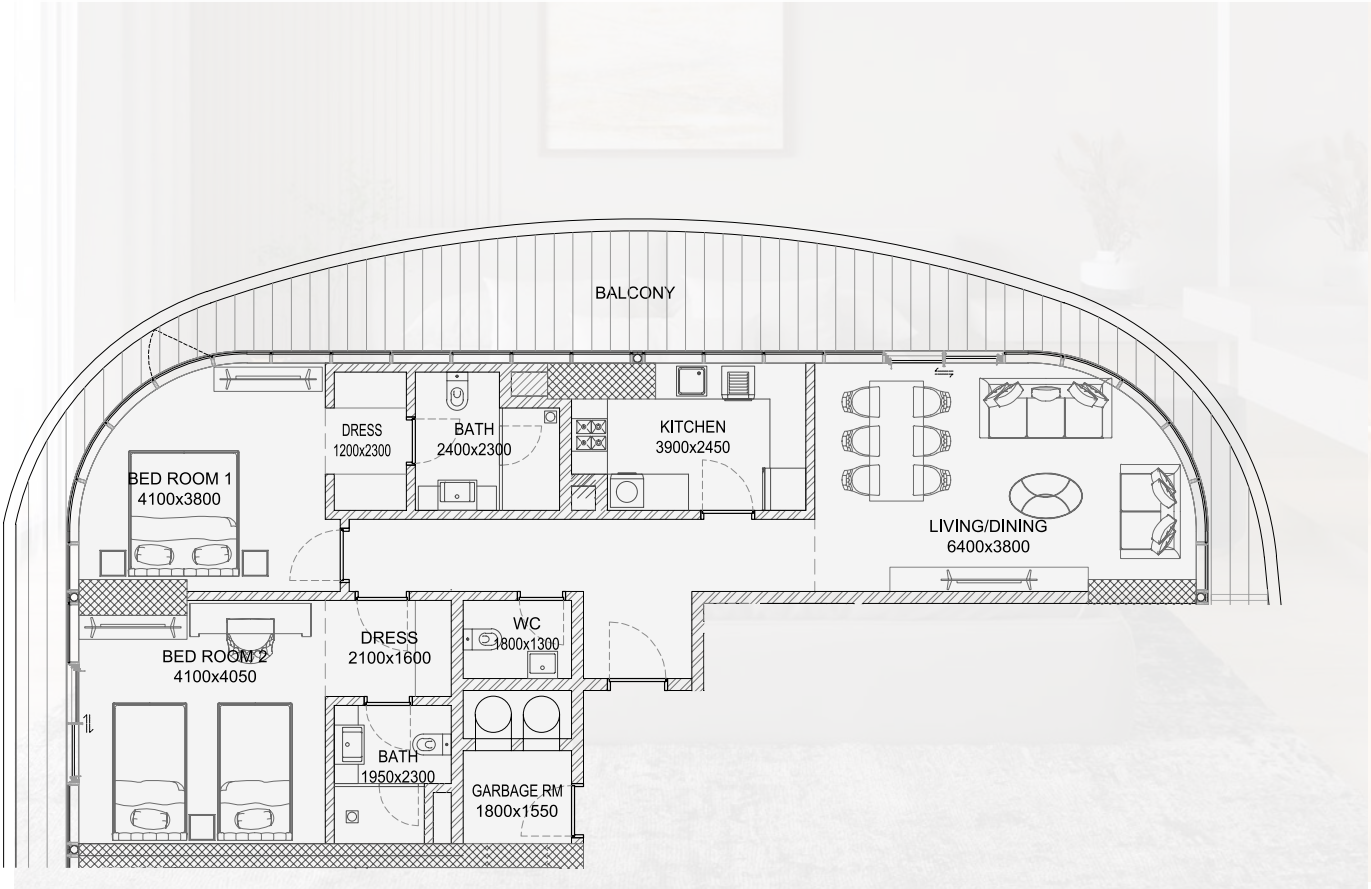 BALCONY
BED ROOM 1
4100x3800
DRESS
1200x2300
BATH
2400x2300
KITCHEN
3900x2450
LIVING/DINING
6400x3800
BED ROOM 2
4100x4050
DRESS
2100x1600
WC
1800x1300
BATH
1950x2300
GARBAGE RM
1800x1550